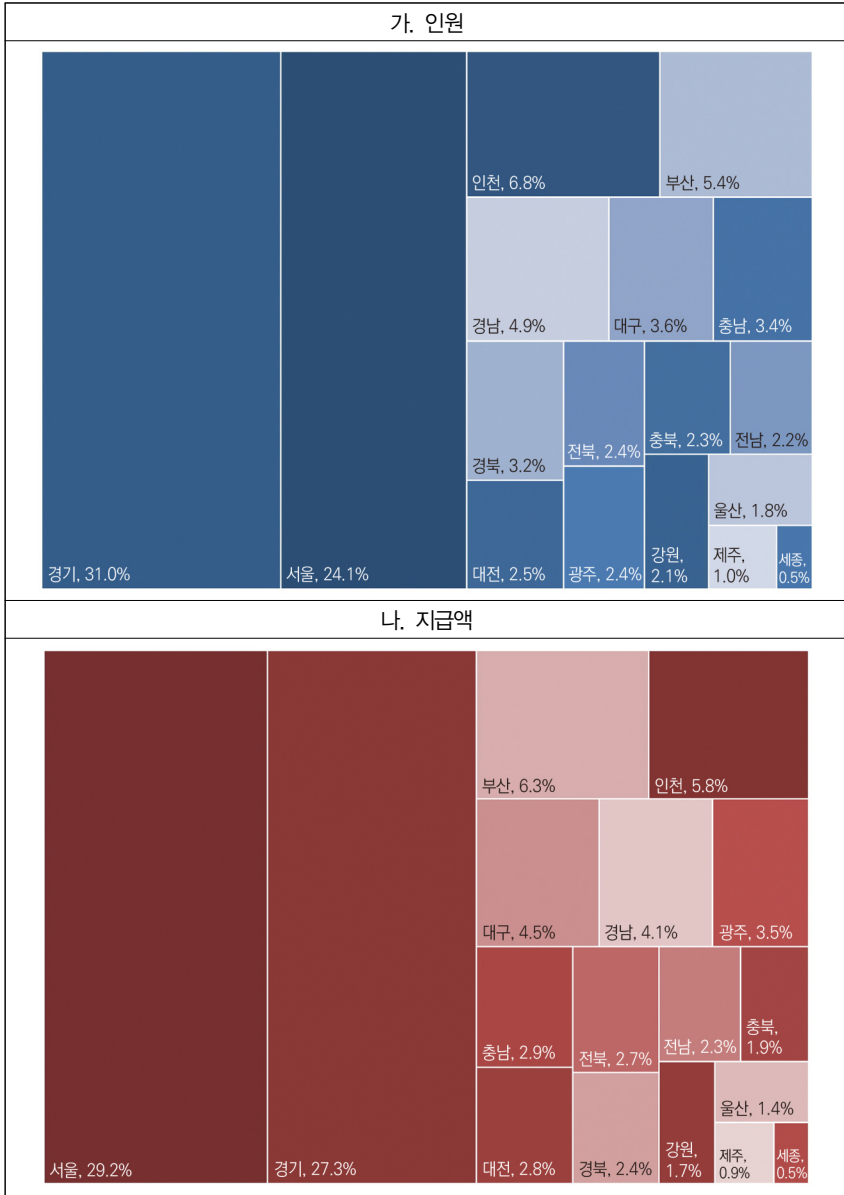 가. 인원
인천, 6.8%
부산, 5.4%
경남, 4.9%
대구, 3.6%
충남, 3.4%
경북, 3.2%
전북, 2.4%
충북, 2.3%
전남, 2.2%
울산, 1.8%
경기, 31.0%
서울, 24.1%
대전, 2.5%
광주, 2.4%
강원,
2.1%
제주,
1.0%
세종,
0.5%
나. 지급액
부산, 6.3%
인천, 5.8%
대구, 4.5%
경남, 4.1%
광주, 3.5%
충남, 2.9%
전북, 2.7%
전남, 2.3%
충북,
1.9%
울산, 1.4%
서울, 29.2%
경기, 27.3%
대전, 2.8%
경북, 2.4%
강원,
1.7%
제주,
0.9%
세종,
0.5%